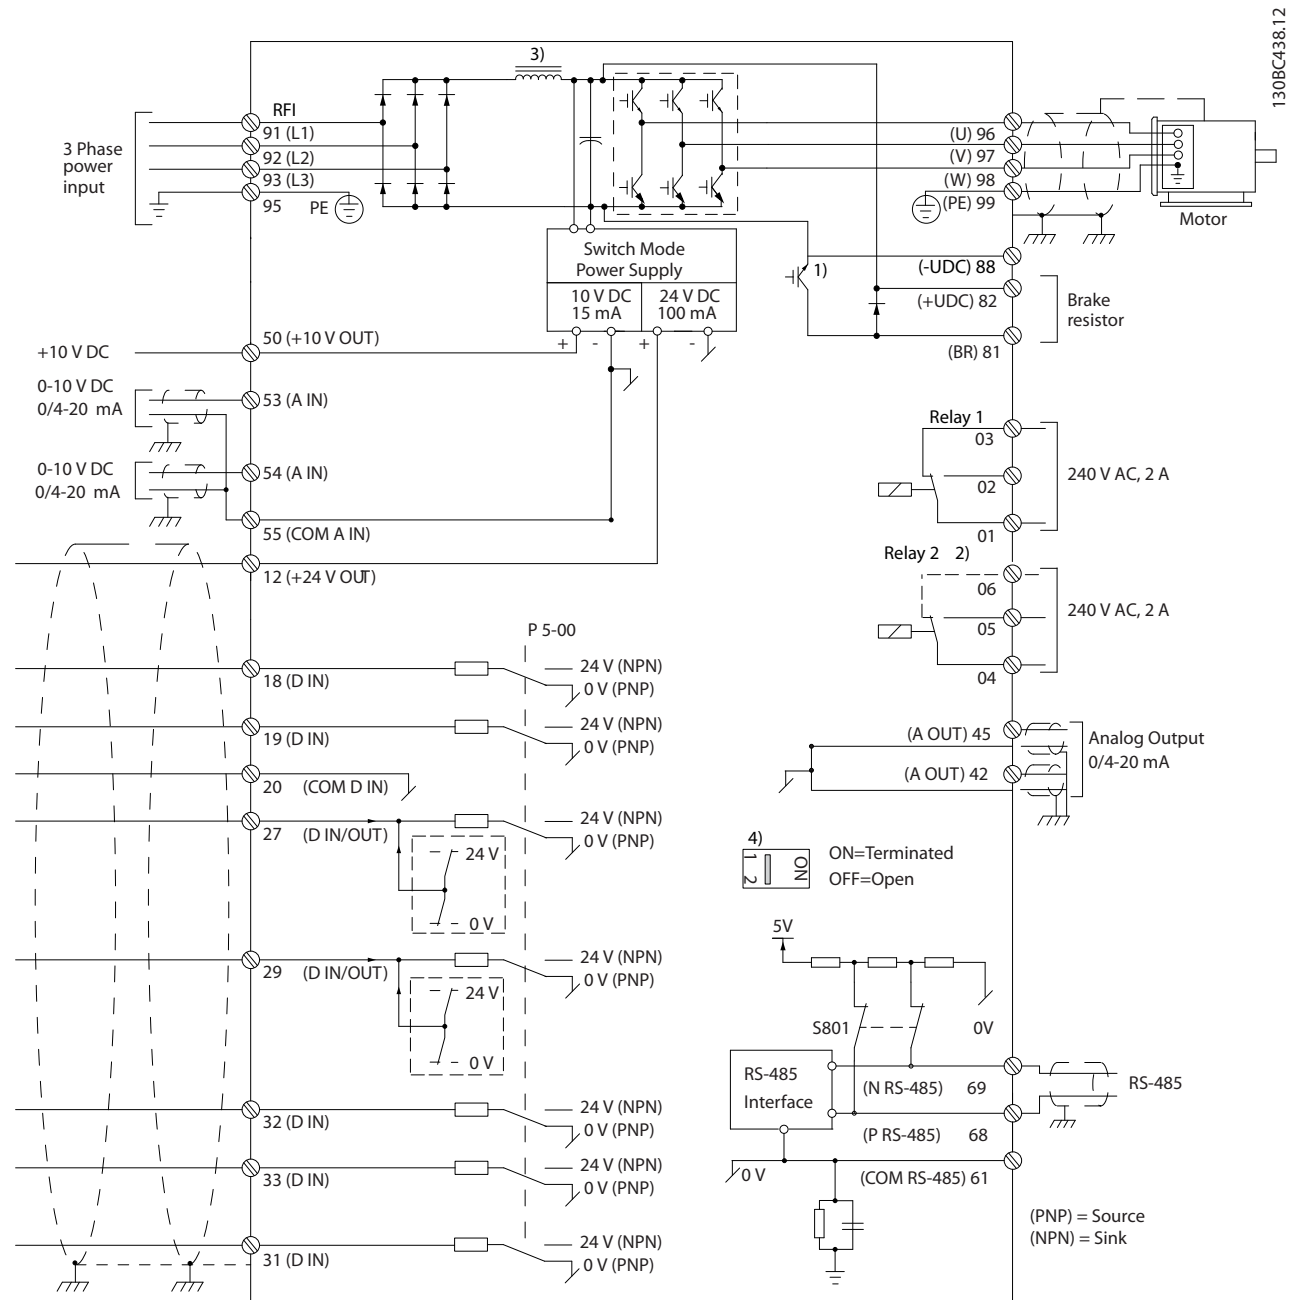 130BC438.12
3)
RFI
91 (L1)
92 (L2)
93 (L3)
95
PE
3 Phase
power
input
(U) 96
(V) 97
(W) 98
(PE) 99
Motor
Switch Mode
Power Supply
10 V DC
15 mA
24 V DC
100 mA
+ - + -
1)
(-UDC) 88
(+UDC) 82
(BR) 81
Brake
resistor
+10 V DC
50 (+10 V OUT)
0-10 V DC
0/4-20 mA
53 (A IN)
0-10 V DC
0/4-20 mA
54 (A IN)
55 (COM A IN)
12 (+24 V OUT)
Relay 1
03
02
01
240 V AC, 2 A
Relay 2 2)
06
05
04
240 V AC, 2 A
P 5-00
18 (D IN)
24 V (NPN)
0 V (PNP)
19 (D IN)
24 V (NPN)
0 V (PNP)
20 (COM D IN)
27 (D IN/OUT)
24 V (NPN)
0 V (PNP)
24 V
0 V
29 (D IN/OUT)
24 V (NPN)
0 V (PNP)
24 V
0 V
32 (D IN)
24 V (NPN)
0 V (PNP)
33 (D IN)
24 V (NPN)
0 V (PNP)
31 (D IN)
24 V (NPN)
0 V (PNP)
(A OUT) 45
(A OUT) 42
Analog Output
0/4-20 mA
4)
1 2 ON
ON=Terminated
OFF=Open
5V
S801
0V
RS-485
Interface
(N RS-485) 69
(P RS-485) 68
RS-485
0 V
(COM RS-485) 61
(PNP) = Source
(NPN) = Sink